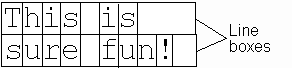 This is
sure fun!
Line
boxes